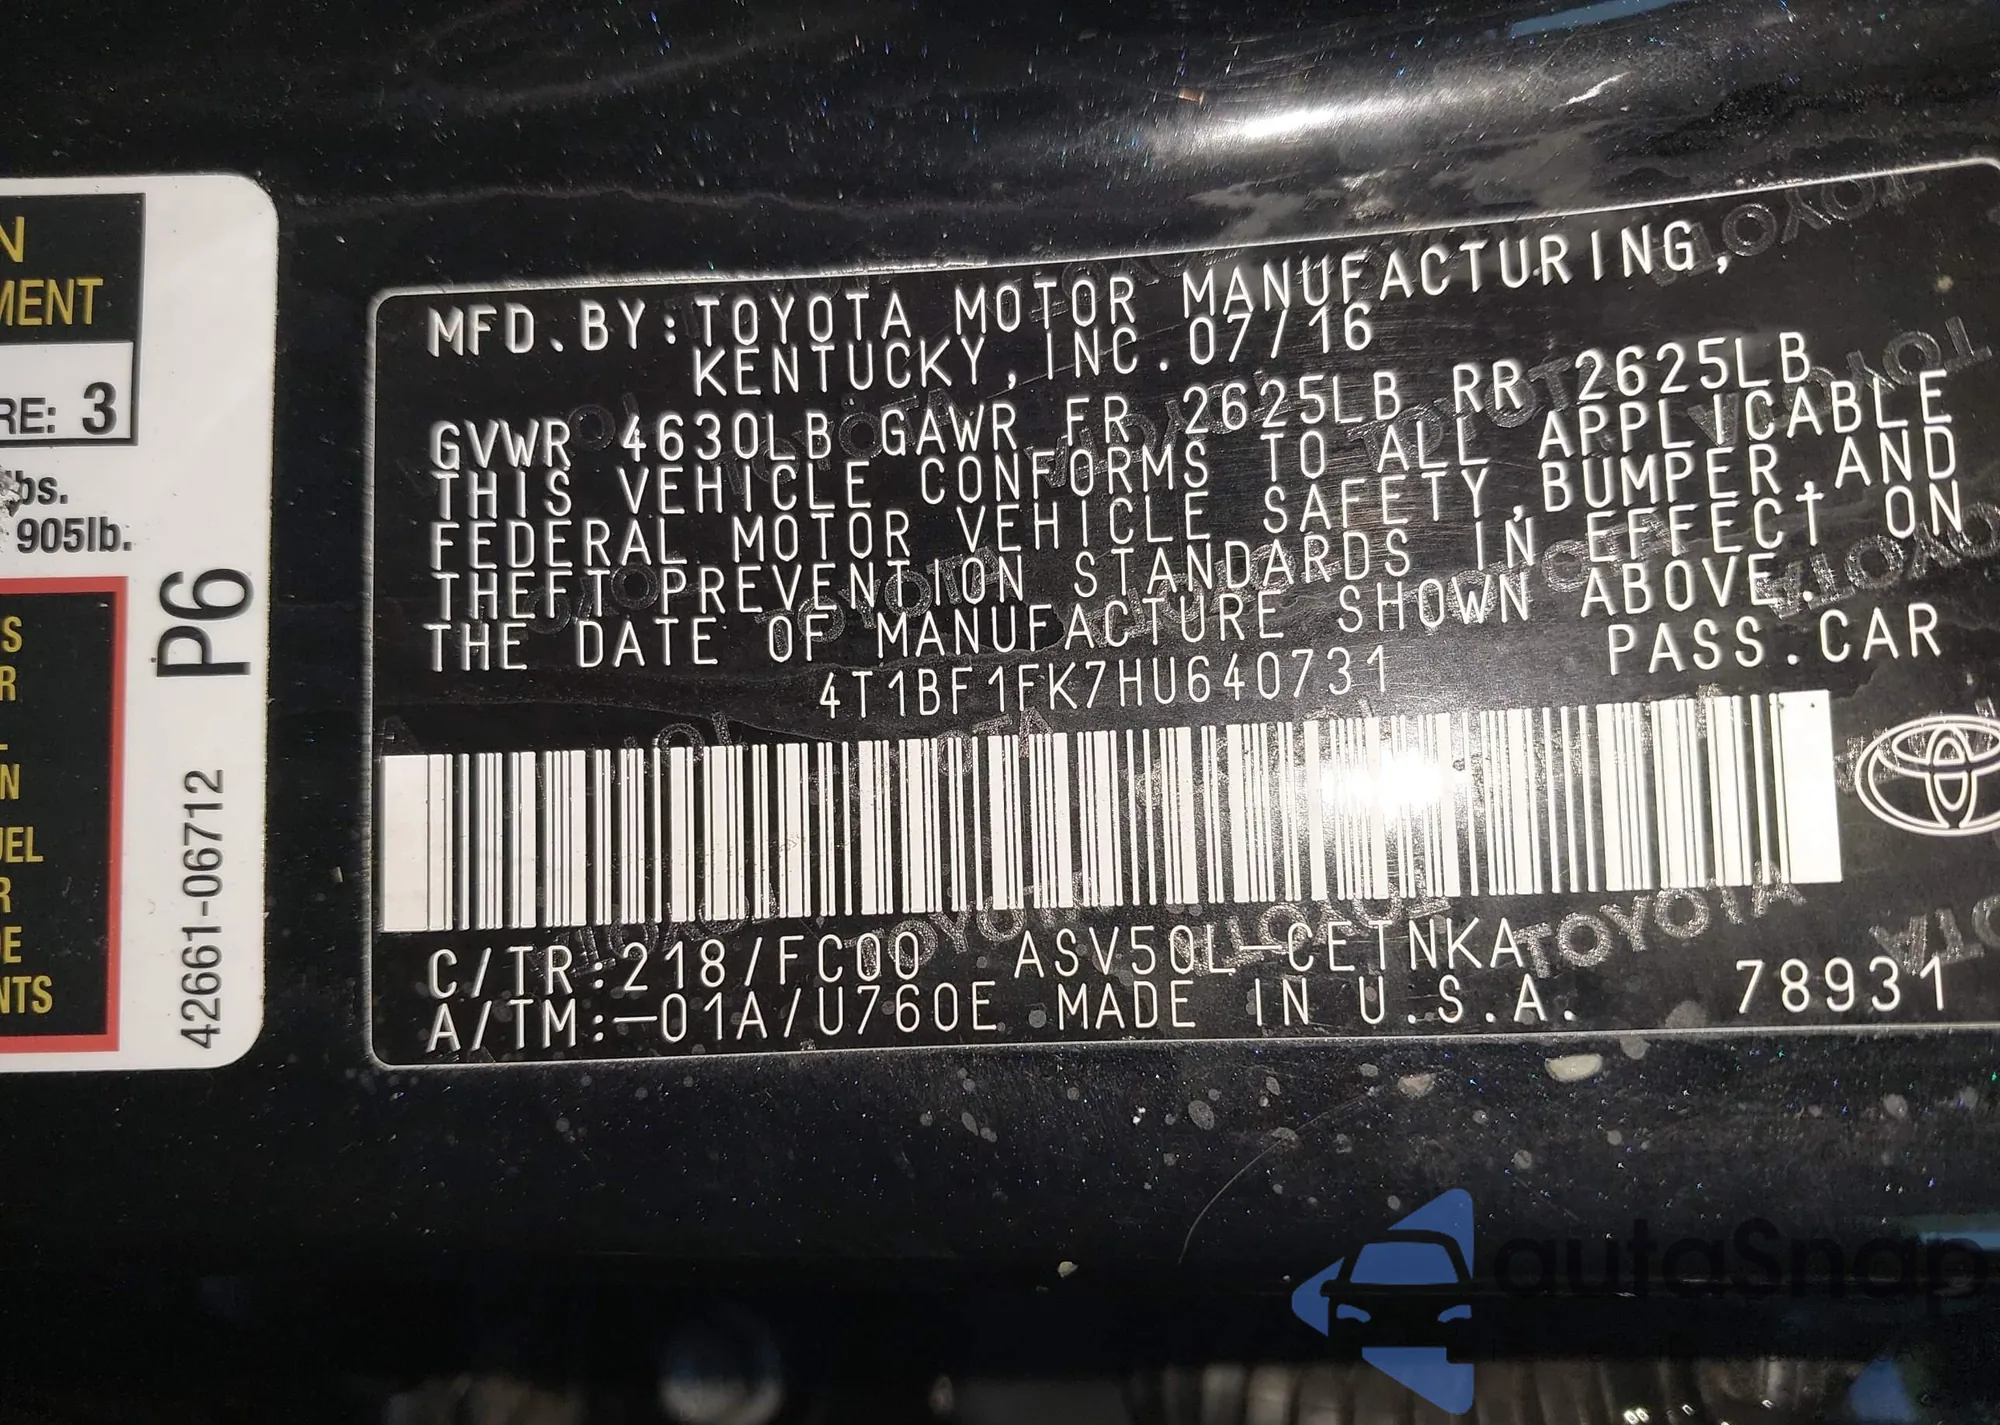 N
MENT
RE: 3
bs.
905lb.
S
R
N
UEL
R
DE
NTS
P6
42661-06712
MFD.BY:TOYOTA MOTOR MANUFACTURING,
KENTUCKY,INC.07/16
GVWR 4630LB GAWR FR 2625LB RR 2625LB
THIS VEHICLE CONFORMS TO ALL APPLICABLE
FEDERAL MOTOR VEHICLE SAFETY,BUMPER,AND
THEFT PREVENTION STANDARDS IN EFFECT ON
THE DATE OF MANUFACTURE SHOWN ABOVE.
PASS.CAR
4T1BF1FK7HU640731
C/TR:218/FC00 ASV50L-CETNKA
A/TM:-01A/U760E MADE IN U.S.A. 78931
TOYOTA
autaSnap